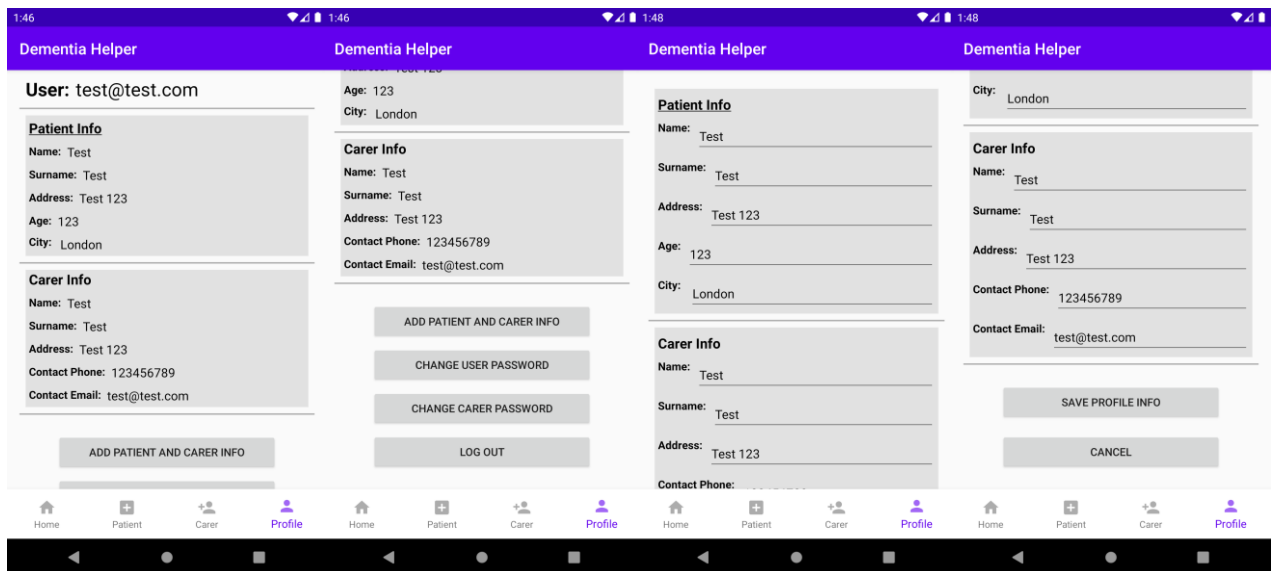 1:46
Dementia Helper
User: test@test.com
Patient Info
Name: Test
Surname: Test
Address: Test 123
Age: 123
City: London
Carer Info
Name: Test
Surname: Test
Address: Test 123
Contact Phone: 123456789
Contact Email: test@test.com
ADD PATIENT AND CARER INFO
Home Patient Carer Profile
1:46
Dementia Helper
Age: 123
City: London
Carer Info
Name: Test
Surname: Test
Address: Test 123
Contact Phone: 123456789
Contact Email: test@test.com
ADD PATIENT AND CARER INFO
CHANGE USER PASSWORD
CHANGE CARER PASSWORD
LOG OUT
Home Patient Carer Profile
1:48
Dementia Helper
Patient Info
Name: Test
Surname: Test
Address: Test 123
Age: 123
City: London
Carer Info
Name: Test
Surname: Test
Address: Test 123
Contact Phone:
Home Patient Carer Profile
1:48
Dementia Helper
City: London
Carer Info
Name: Test
Surname: Test
Address: Test 123
Contact Phone: 123456789
Contact Email: test@test.com
SAVE PROFILE INFO
CANCEL
Home Patient Carer Profile